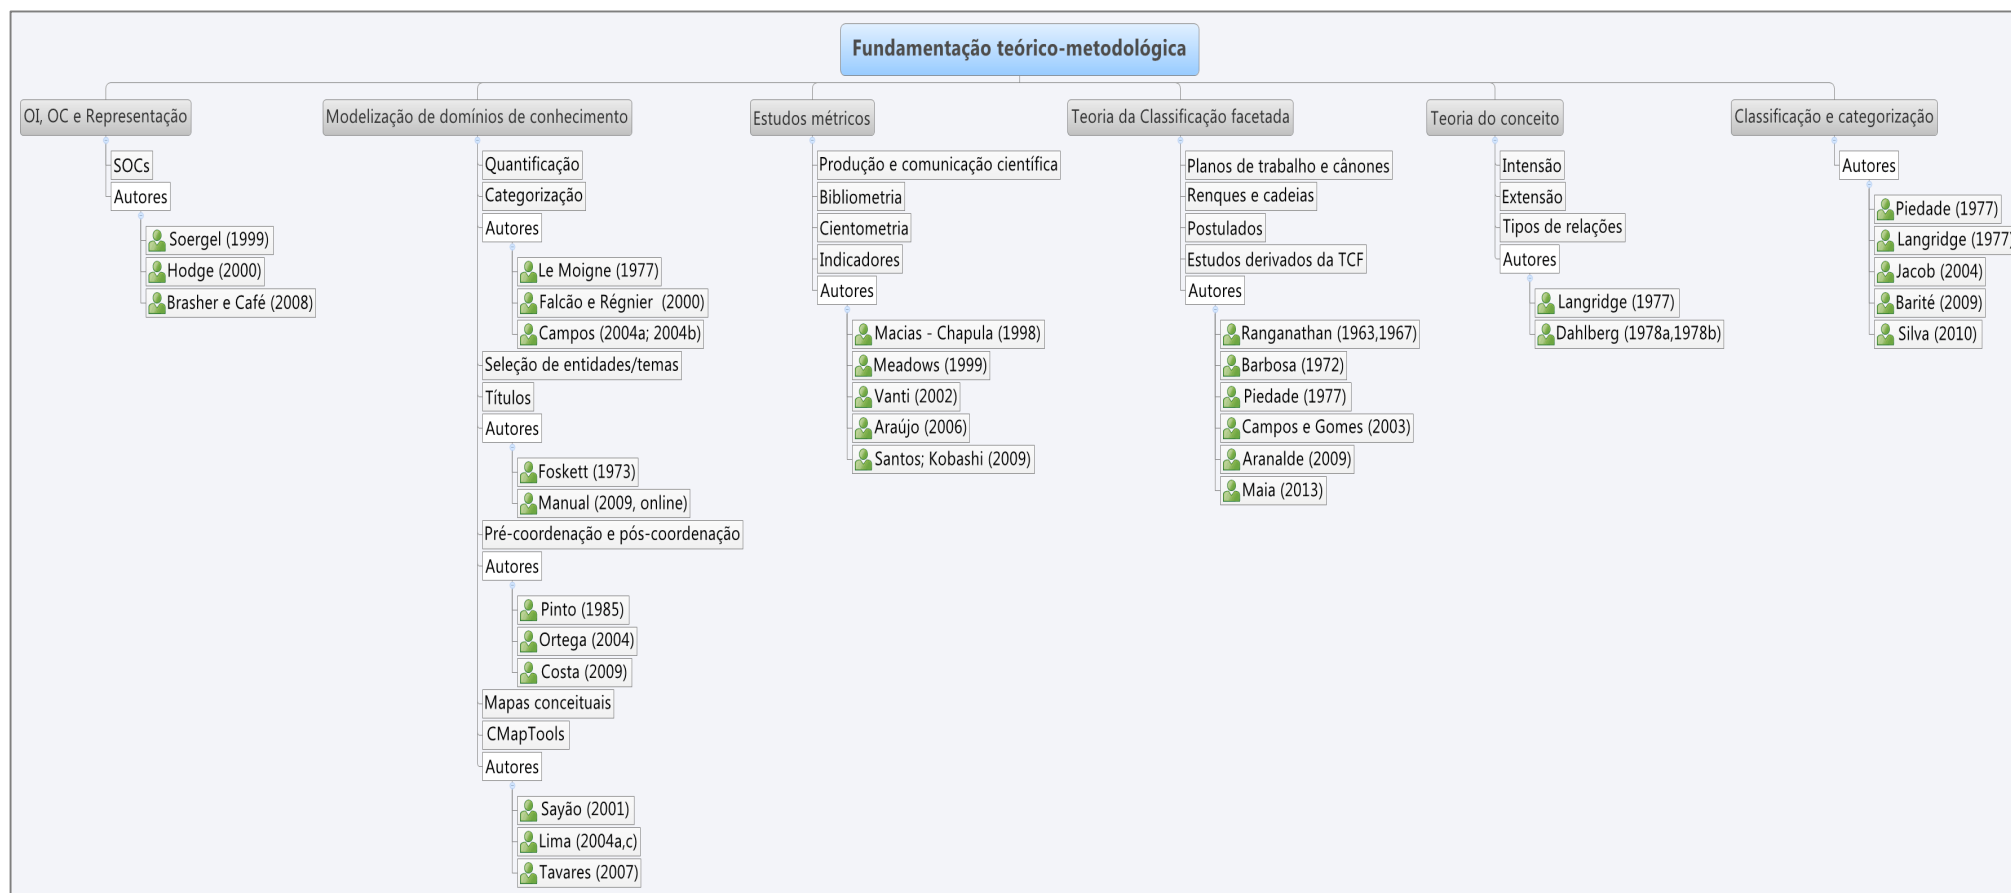 Fundamentação teórico-metodológica
OI, OC e Representação
SOCs
Autores
Soergel (1999)
Hodge (2000)
Brasher e Café (2008)
Modelização de domínios de conhecimento
Quantificação
Categorização
Autores
Le Moigne (1977)
Falcão e Régnier (2000)
Campos (2004a; 2004b)
Seleção de entidades/temas
Títulos
Autores
Foskett (1973)
Manual (2009, online)
Pré-coordenação e pós-coordenação
Autores
Pinto (1985)
Ortega (2004)
Costa (2009)
Mapas conceituais
CMapTools
Autores
Sayão (2001)
Lima (2004a,c)
Tavares (2007)
Estudos métricos
Produção e comunicação científica
Bibliometria
Cientometria
Indicadores
Autores
Macias - Chapula (1998)
Meadows (1999)
Vanti (2002)
Araújo (2006)
Santos; Kobashi (2009)
Teoria da Classificação facetada
Planos de trabalho e cânones
Renques e cadeias
Postulados
Estudos derivados da TCF
Autores
Ranganathan (1963,1967)
Barbosa (1972)
Piedade (1977)
Campos e Gomes (2003)
Aranalde (2009)
Maia (2013)
Teoria do conceito
Intensão
Extensão
Tipos de relações
Autores
Langridge (1977)
Dahlberg (1978a,1978b)
Classificação e categorização
Autores
Piedade (1977)
Langridge (1977)
Jacob (2004)
Barité (2009)
Silva (2010)